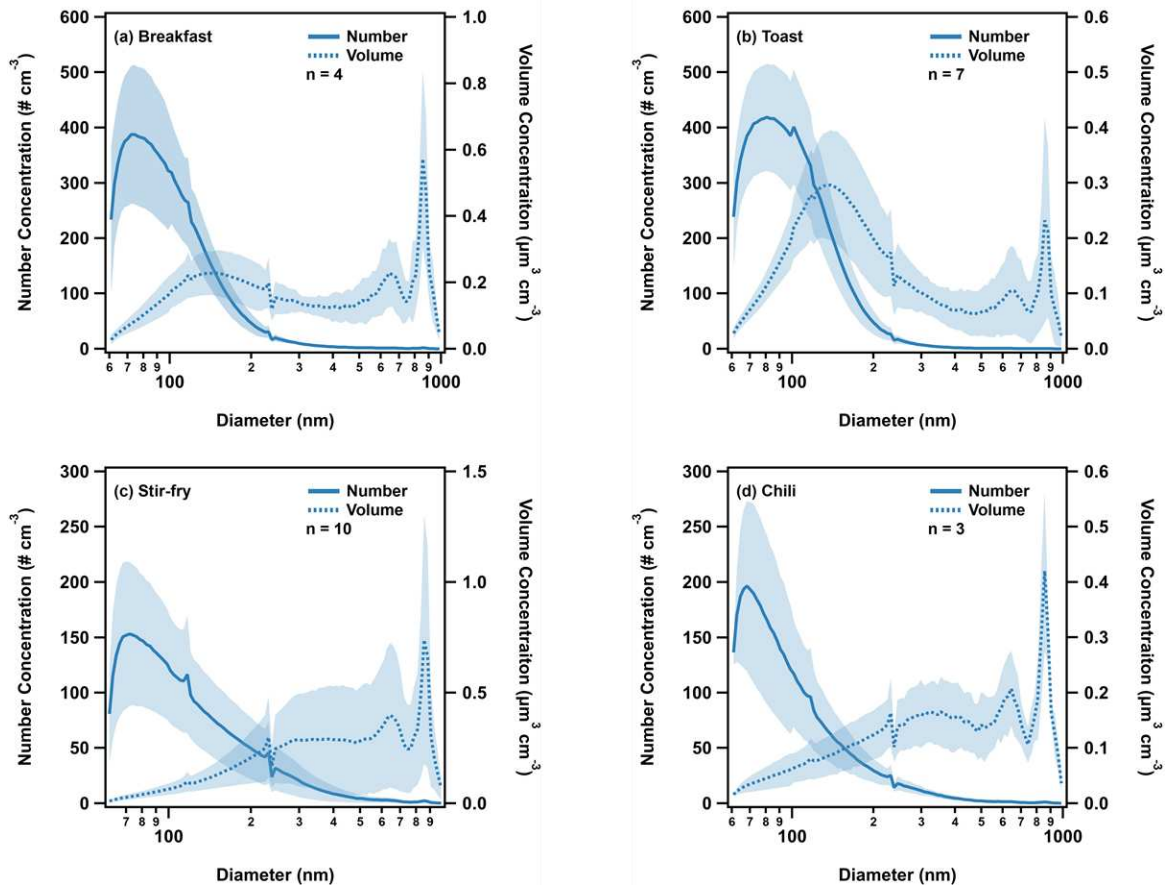 (a) Breakfast
Number
Volume
n = 4
Number Concentration (# cm-3)
600
500
400
300
200
100
0
Volume Concentraiton (µm3 cm-3)
1.0
0.8
0.6
0.4
0.2
0.0
6 7 8 9 100 2 3 4 5 6 7 8 9 1000
Diameter (nm)
(b) Toast
Number
Volume
n = 7
Number Concentration (# cm-3)
600
500
400
300
200
100
0
Volume Concentraiton (µm3 cm-3)
0.6
0.5
0.4
0.3
0.2
0.1
0.0
6 7 8 9 100 2 3 4 5 6 7 8 9 1000
Diameter (nm)
(c) Stir-fry
Number
Volume
n = 10
Number Concentration (# cm-3)
300
250
200
150
100
50
0
Volume Concentraiton (µm3 cm-3)
1.5
1.0
0.5
0.0
7 8 9 100 2 3 4 5 6 7 8 9
Diameter (nm)
(d) Chili
Number
Volume
n = 3
Number Concentration (# cm-3)
300
250
200
150
100
50
0
Volume Concentraiton (µm3 cm-3)
0.6
0.5
0.4
0.3
0.2
0.1
0.0
6 7 8 9 100 2 3 4 5 6 7 8 9 1000
Diameter (nm)